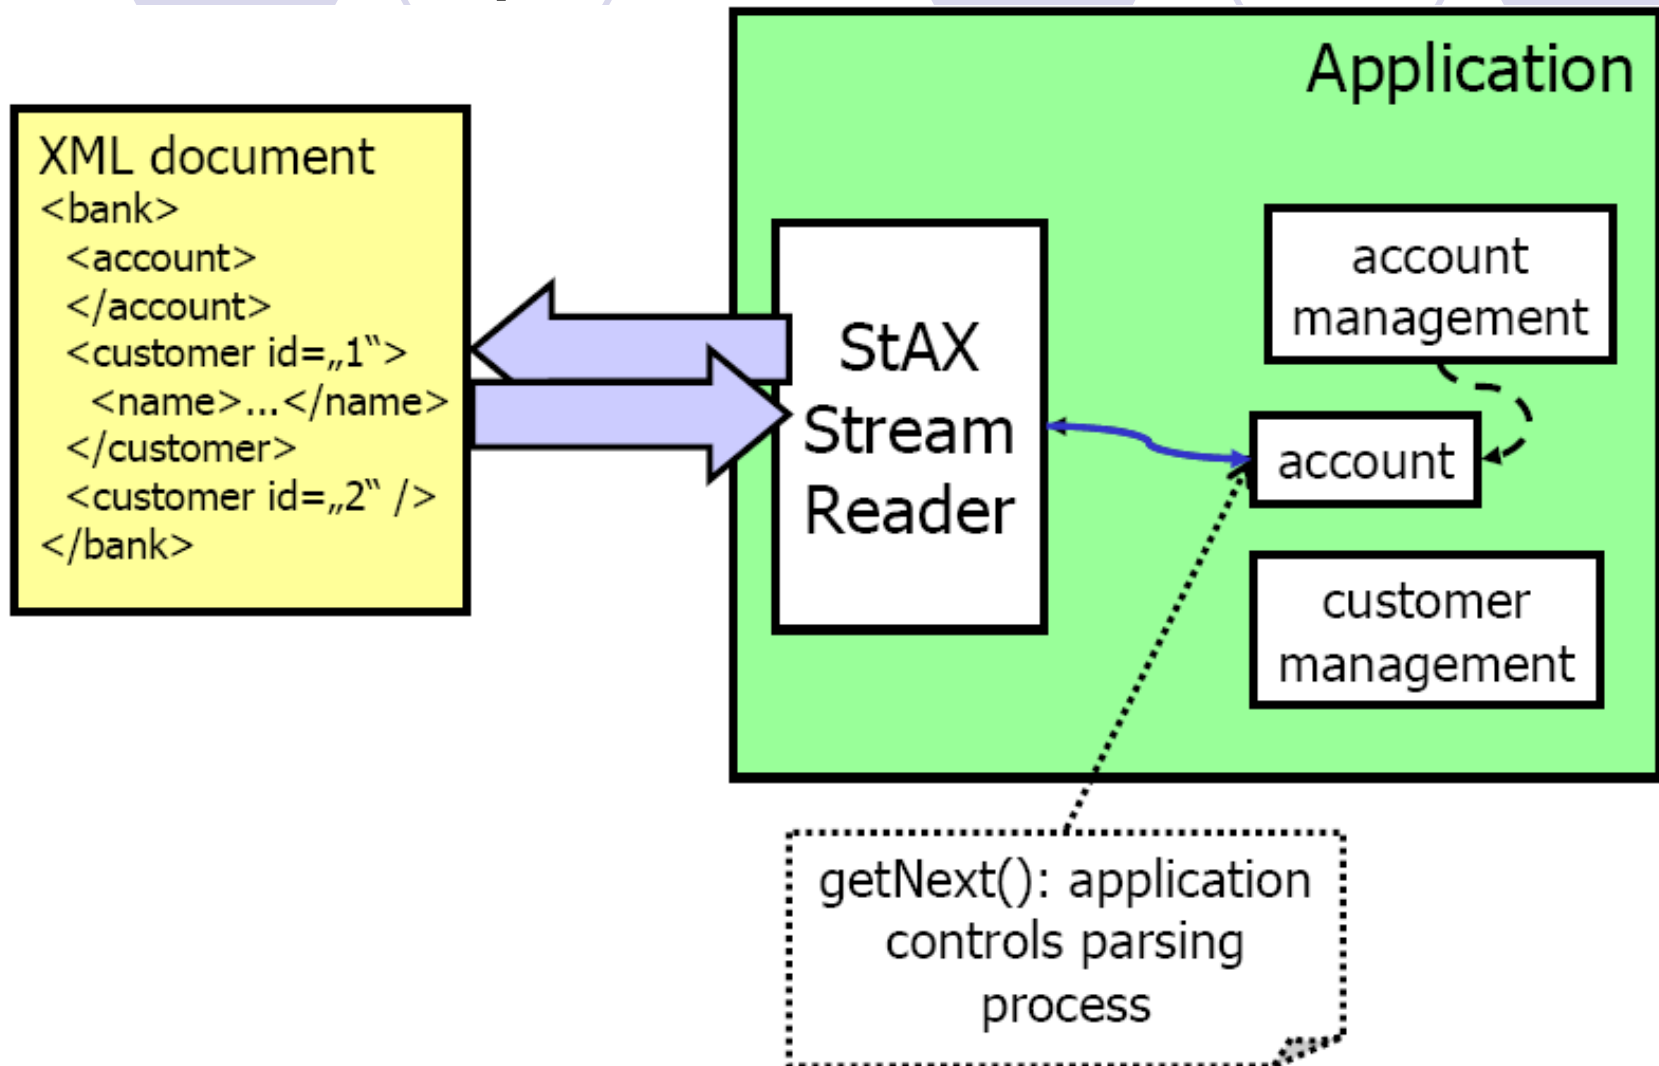 Application
XML document
<bank>
<account>
</account>
<customer id=„1“>
<name>...</name>
</customer>
<customer id=„2“ />
</bank>
StAX
Stream
Reader
account
management
account
customer
management
getNext(): application
controls parsing
process